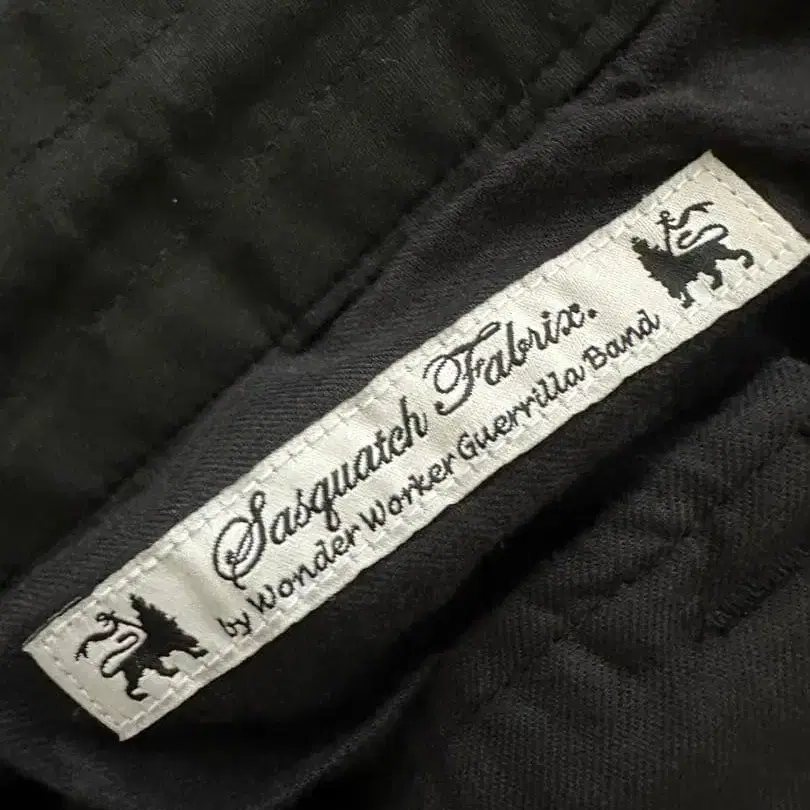 Sasquatch Fabrix.
by Wonder Worker Guerrilla Band